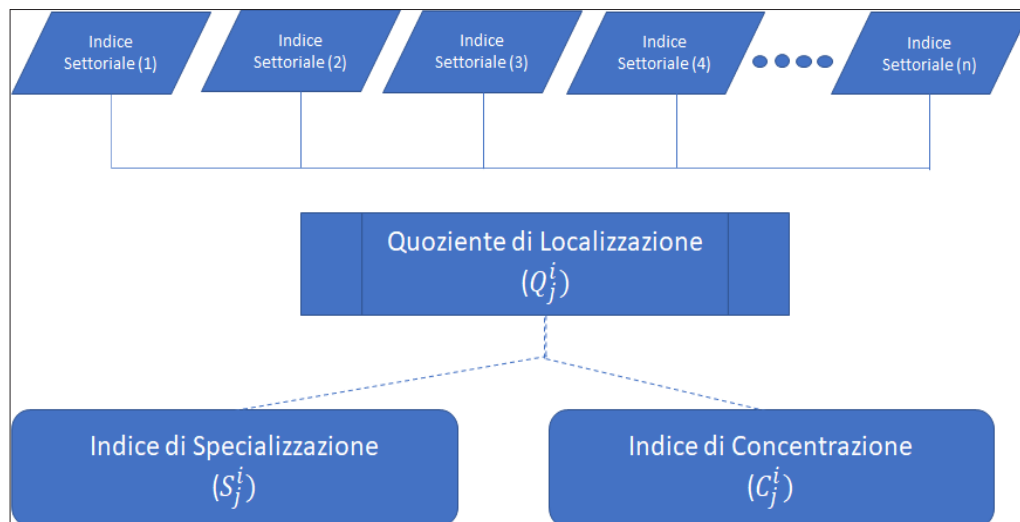 Indice
Settoriale (1)
Indice
Settoriale (2)
Indice
Settoriale (3)
Indice
Settoriale (4)
Indice
Settoriale (n)
Quoziente di Localizzazione
($Q_j^i$)
Indice di Specializzazione
($S_j^i$)
Indice di Concentrazione
($C_j^i$)